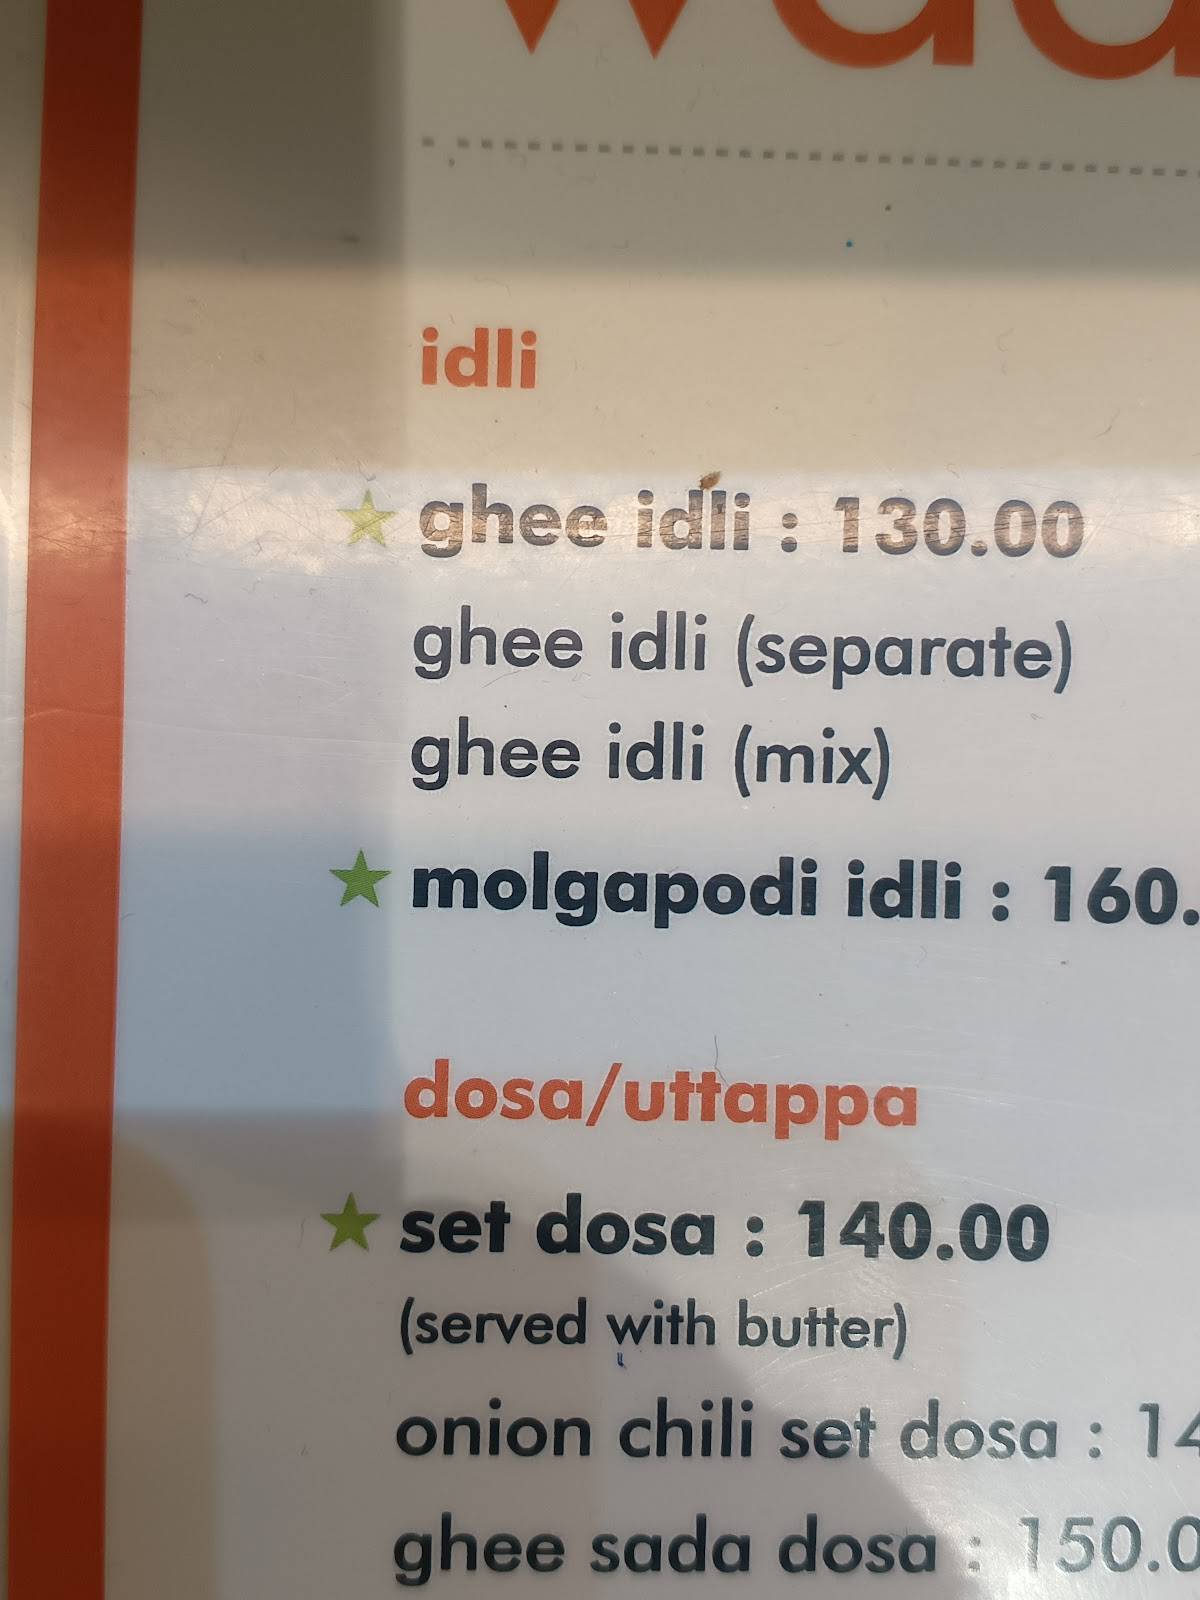 idli
ghee idli : 130.00
ghee idli (separate)
ghee idli (mix)
molgapodi idli : 160.
dosa/uttappa
set dosa : 140.00
(served with butter)
onion chili set dosa : 14
ghee sada dosa : 150.0